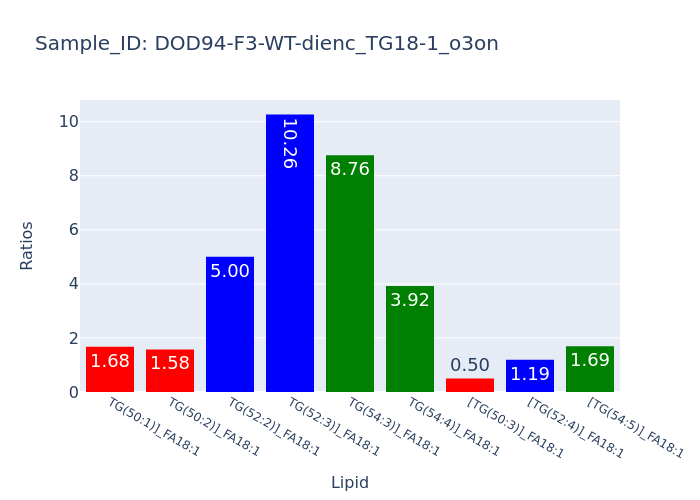 Sample_ID: DOD94-F3-WT-dienc_TG18-1_o3on
10
8
6
4
2
0
Ratios
1.68
1.58
5.00
10.26
8.76
3.92
0.50
1.19
1.69
TG(50:1)]_FA18:1
TG(50:2)]_FA18:1
TG(52:2)]_FA18:1
TG(52:3)]_FA18:1
TG(54:3)]_FA18:1
TG(54:4)]_FA18:1
[TG(50:3)]_FA18:1
[TG(52:4)]_FA18:1
[TG(54:5)]_FA18:1
Lipid